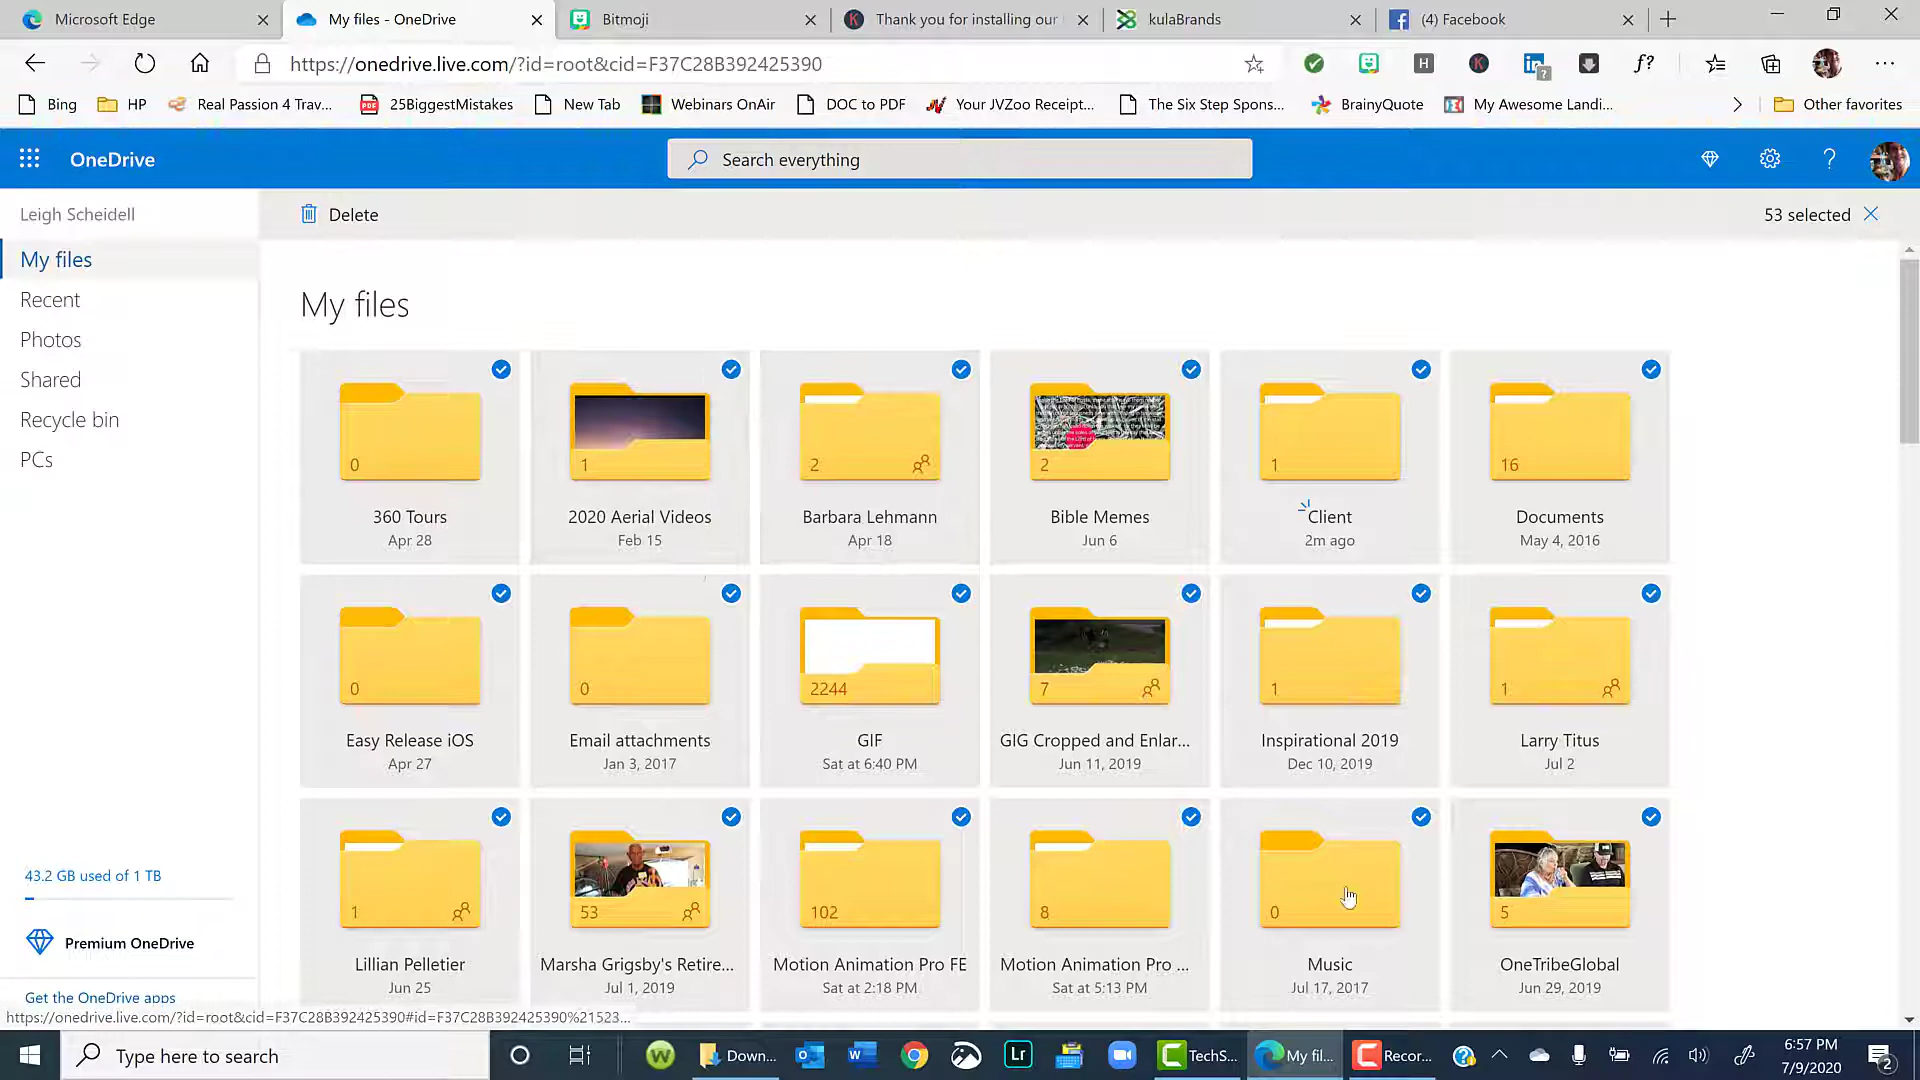 Microsoft Edge
My files - OneDrive
Bitmoji
Thank you for installing our
kulaBrands
(4) Facebook
https://onedrive.live.com/?id=root&cid=F37C28B392425390
Bing
HP
Real Passion 4 Trav...
25BiggestMistakes
New Tab
Webinars OnAir
DOC to PDF
Your JVZoo Receipt...
The Six Step Spons...
BrainyQuote
My Awesome Landi...
Other favorites
OneDrive
Search everything
Leigh Scheidell
Delete
53 selected
My files
Recent
Photos
Shared
Recycle bin
PCs
My files
0
1
2
2
1
16
360 Tours
2020 Aerial Videos
Barbara Lehmann
Bible Memes
Client
Documents
Apr 28
Feb 15
Apr 18
Jun 6
2m ago
May 4, 2016
0
0
2244
7
1
1
Easy Release iOS
Email attachments
GIF
GIG Cropped and Enlar...
Inspirational 2019
Larry Titus
Apr 27
Jan 3, 2017
Sat at 6:40 PM
Jun 11, 2019
Dec 10, 2019
Jul 2
1
53
102
8
0
5
Lillian Pelletier
Marsha Grigsby's Retire...
Motion Animation Pro FE
Motion Animation Pro ...
Music
OneTribeGlobal
Jun 25
Jul 1, 2019
Sat at 2:18 PM
Sat at 5:13 PM
Jul 17, 2017
Jun 29, 2019
43.2 GB used of 1 TB
Premium OneDrive
Get the OneDrive apps
https://onedrive.live.com/?id=root&cid=F37C28B392425390#id=F37C28B392425390%21523...
Type here to search
Down...
Lr
TechS...
My fil...
Recor...
6:57 PM
7/9/2020
2